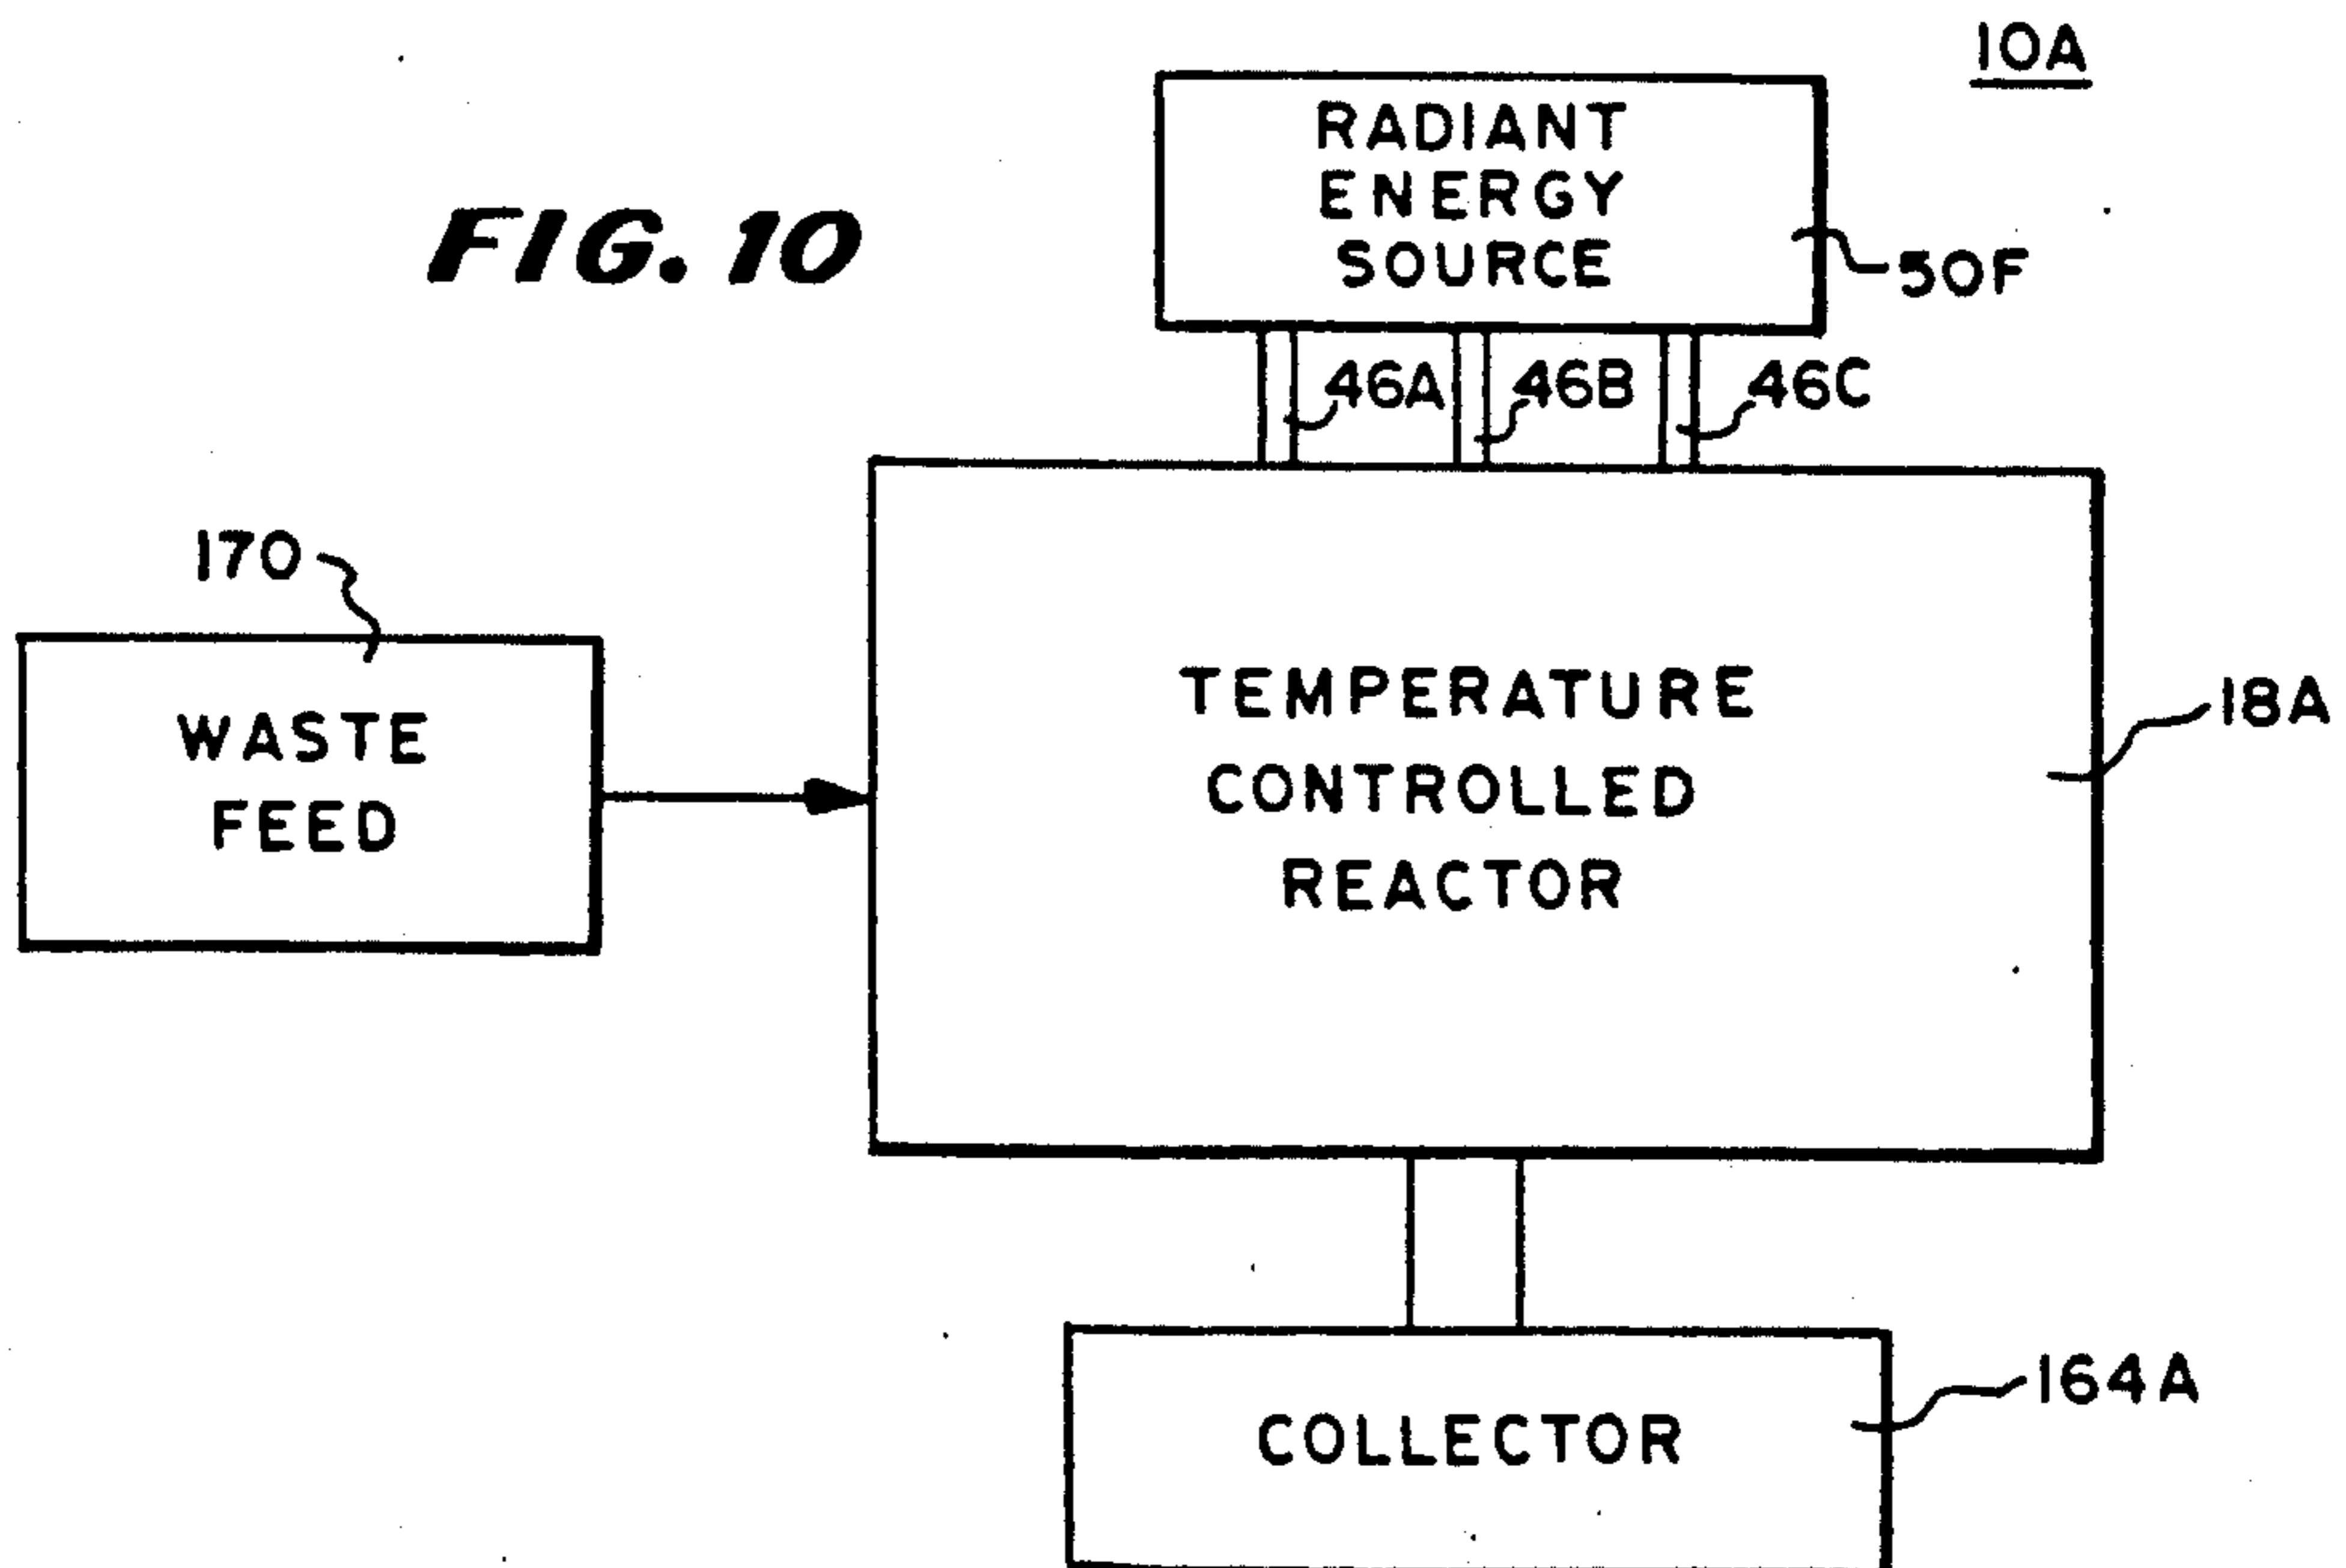 10A
RADIANT
ENERGY
SOURCE
FIG. 10
50F
46A 46B 46C
170
WASTE
FEED
TEMPERATURE
CONTROLLED
REACTOR
18A
164A
COLLECTOR